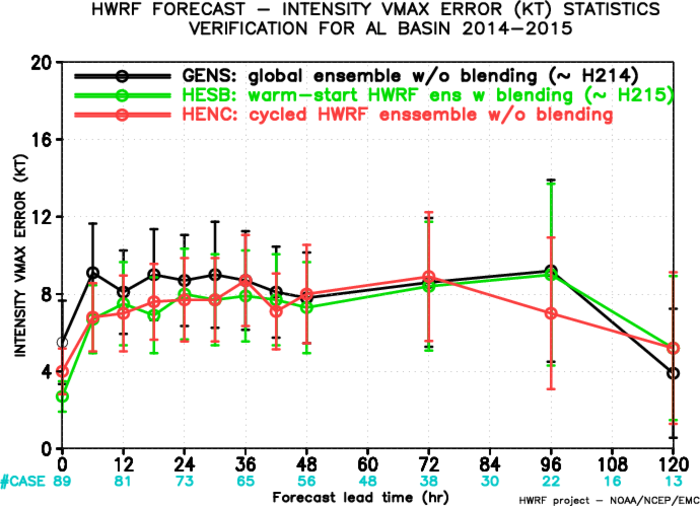 HWRF FORECAST – INTENSITY VMAX ERROR (KT) STATISTICS
VERIFICATION FOR AL BASIN 2014–2015
GENS: global ensemble w/o blending (~ H214)
HESB: warm–start HWRF ens w blending (~ H215)
HENC: cycled HWRF enssemble w/o blending
INTENSITY VMAX ERROR (KT)
20
16
12
8
4
0
0 12 24 36 48 60 72 84 96 108 120
#CASE 89 81 73 65 56 48 38 30 22 16 13
Forecast lead time (hr)
HWRF project – NOAA/NCEP/EMC